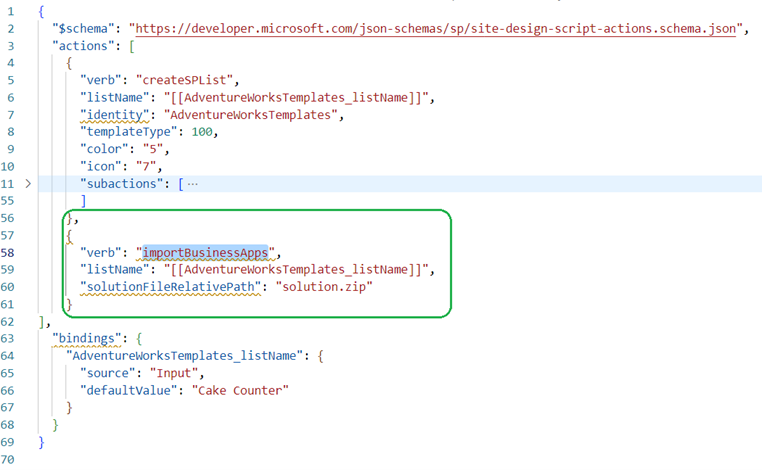 1 {
2 "$schema": "https://developer.microsoft.com/json-schemas/sp/site-design-script-actions.schema.json",
3 "actions": [
4 {
5 "verb": "createSPList",
6 "listName": "[[AdventureWorksTemplates_listName]]",
7 "identity": "AdventureWorksTemplates",
8 "templateType": 100,
9 "color": "5",
10 "icon": "7",
11 > "subactions": [ ...
55 ]
56 },
57 {
58 "verb": "importBusinessApps",
59 "listName": "[[AdventureWorksTemplates_listName]]",
60 "solutionFileRelativePath": "solution.zip"
61 }
62 ],
63 "bindings": {
64 "AdventureWorksTemplates_listName": {
65 "source": "Input",
66 "defaultValue": "Cake Counter"
67 }
68 }
69 }
70